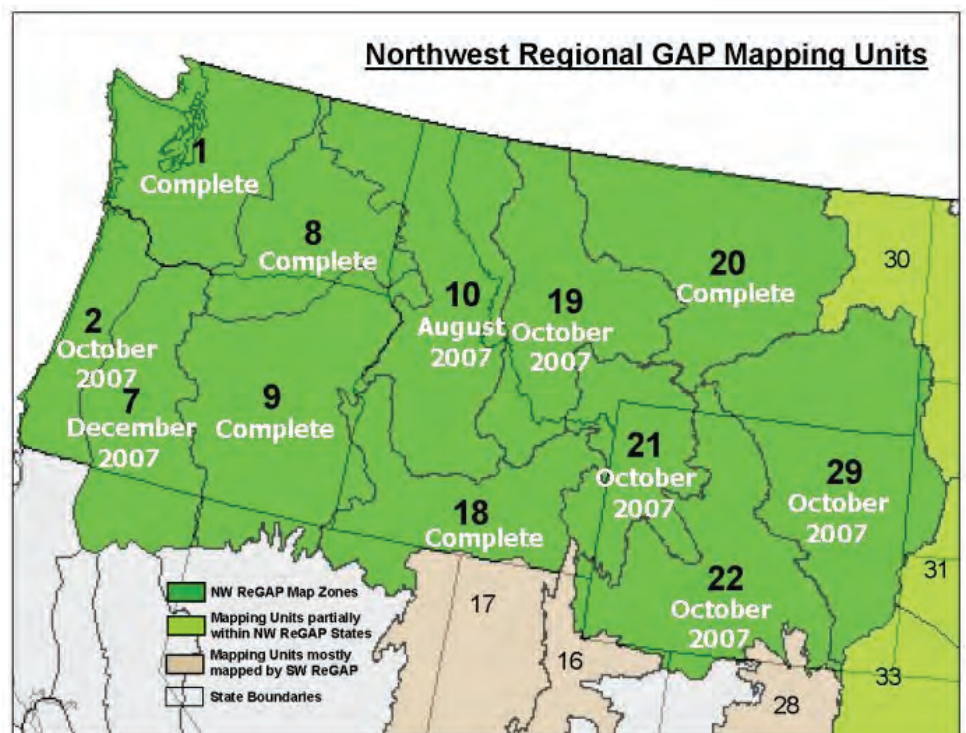 Northwest Regional GAP Mapping Units
1
Complete
8
Complete
2
October
2007
7
December
2007
9
Complete
10
August
2007
19
October
2007
20
Complete
30
18
Complete
21
October
2007
29
October
2007
22
October
2007
17
16
28
31
33
NW ReGAP Map Zones
Mapping Units partially
within NW ReGAP States
Mapping Units mostly
mapped by SW ReGAP
State Boundaries